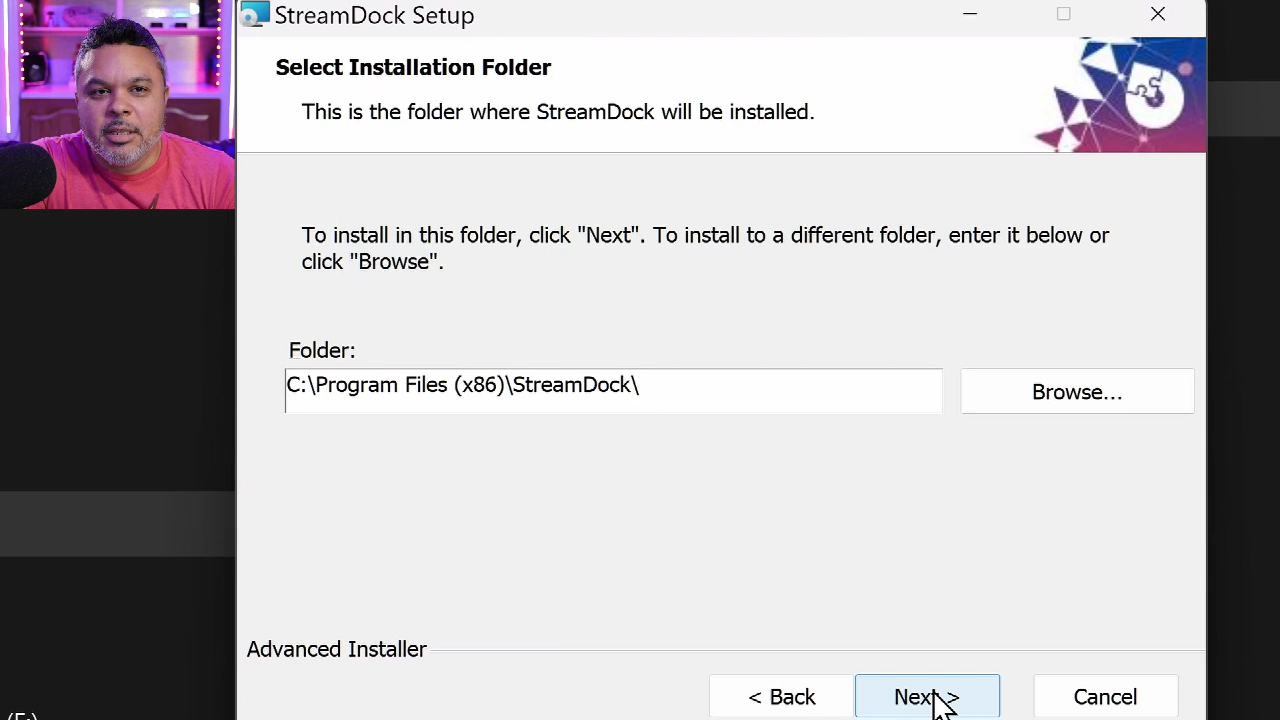 StreamDock Setup
Select Installation Folder
This is the folder where StreamDock will be installed.
To install in this folder, click "Next". To install to a different folder, enter it below or
click "Browse".
Folder:
C:\Program Files (x86)\StreamDock\
Browse...
Advanced Installer
< Back
Next >
Cancel